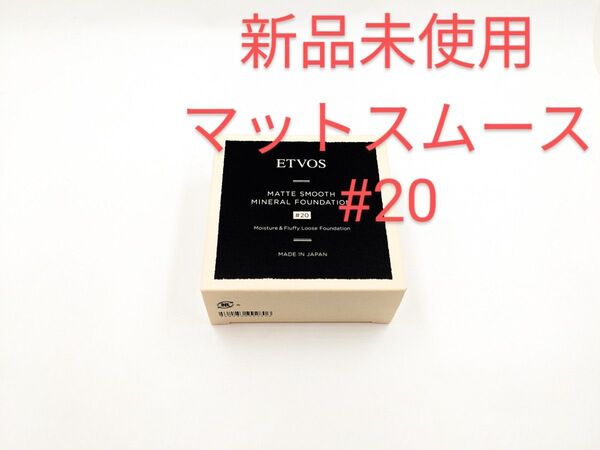 新品未使用
マットスムース
#20
ETVOS
MATTE SMOOTH
MINERAL FOUNDATION
#20
Moisture & Fluffy Loose Foundation
MADE IN JAPAN